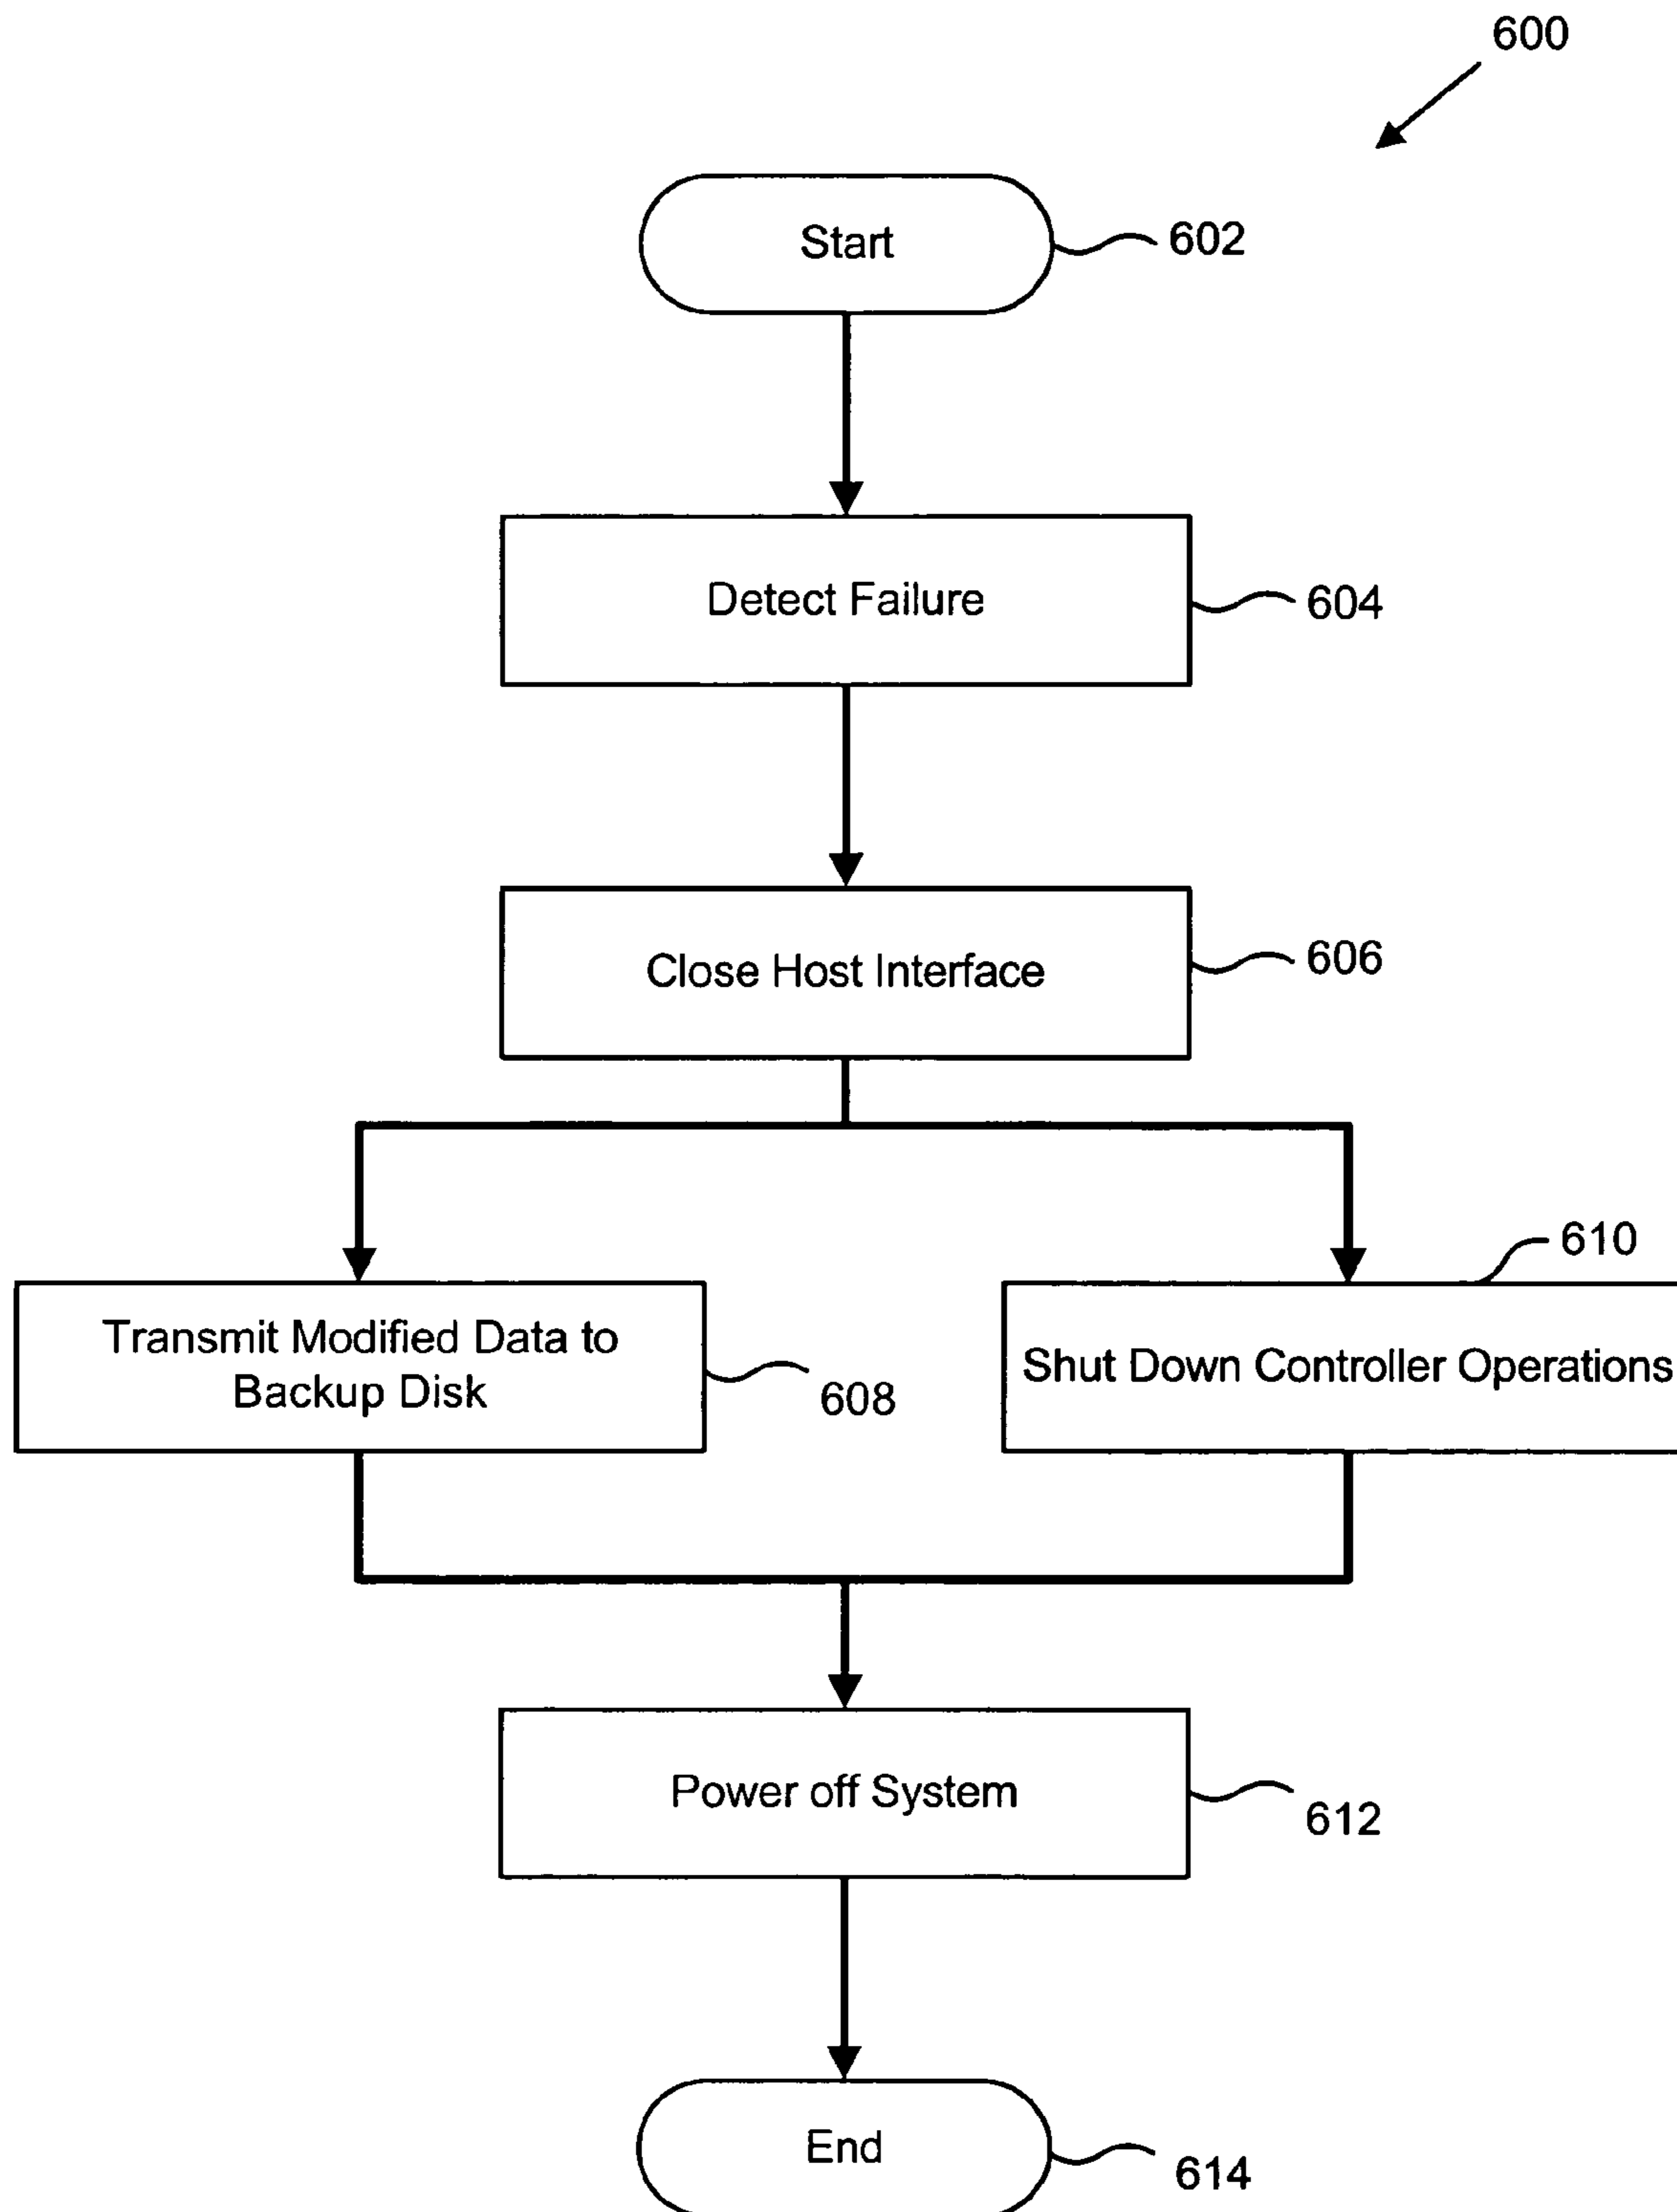 600
Start
602
Detect Failure
604
Close Host Interface
606
610
Transmit Modified Data to
Backup Disk
608
Shut Down Controller Operations
Power off System
612
End
614